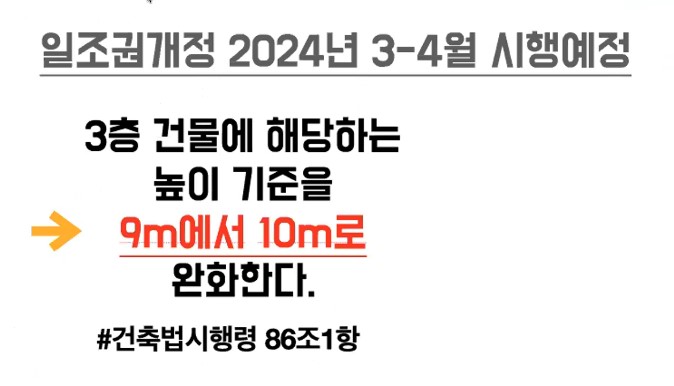 일조권개정 2024년 3-4월 시행예정
3층 건물에 해당하는
높이 기준을
9m에서 10m로
완화한다.
#건축법시행령 86조1항